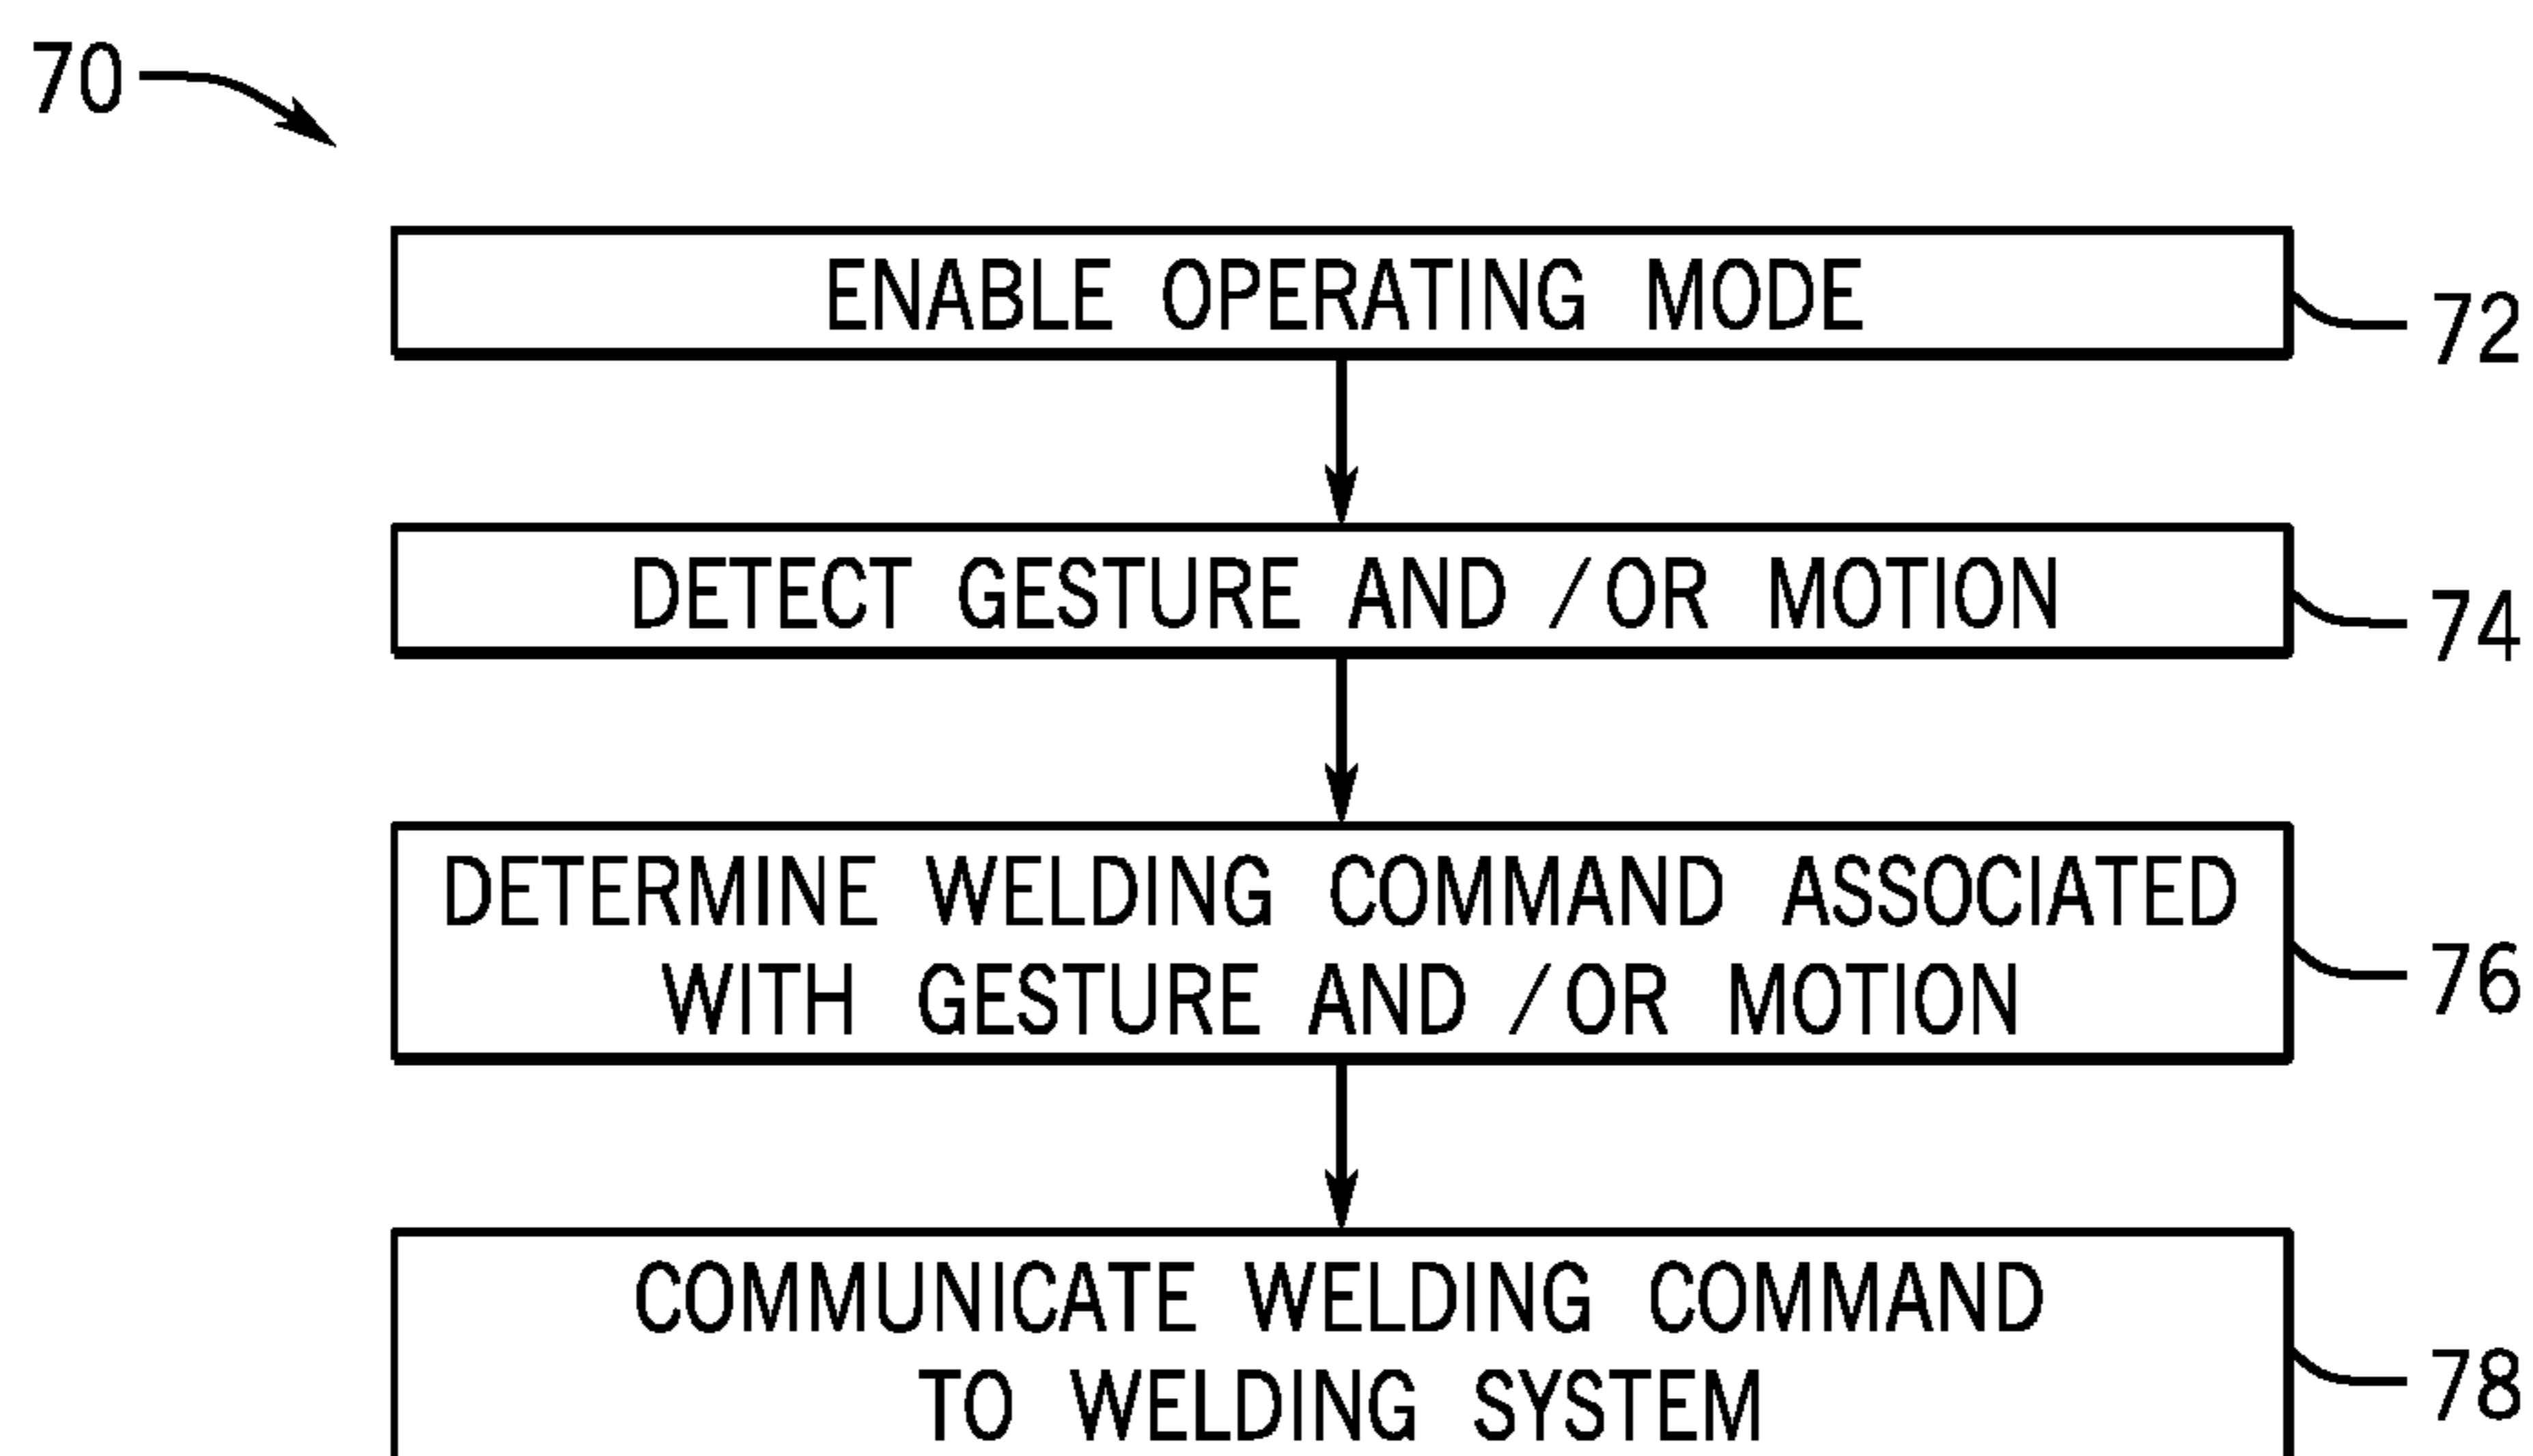 70
ENABLE OPERATING MODE
72
DETECT GESTURE AND /OR MOTION
74
DETERMINE WELDING COMMAND ASSOCIATED
WITH GESTURE AND /OR MOTION
76
COMMUNICATE WELDING COMMAND
TO WELDING SYSTEM
78